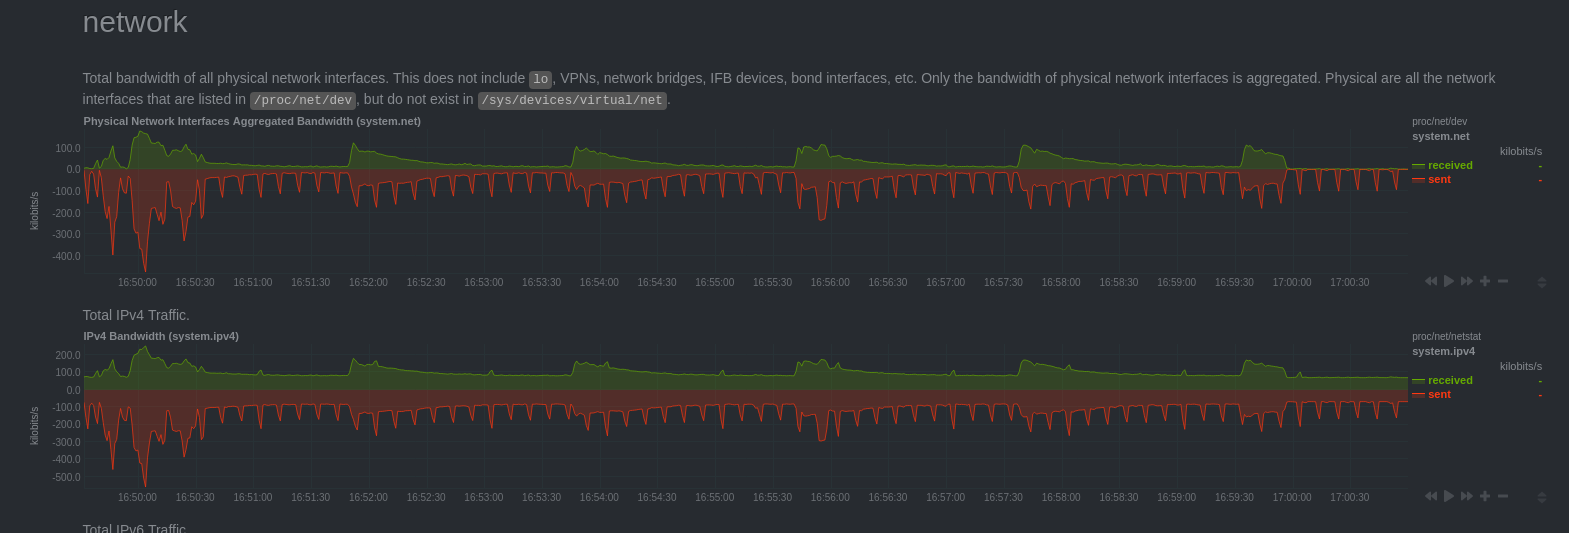 network
Total bandwidth of all physical network interfaces. This does not include lo, VPNs, network bridges, IFB devices, bond interfaces, etc. Only the bandwidth of physical network interfaces is aggregated. Physical are all the network
interfaces that are listed in /proc/net/dev, but do not exist in /sys/devices/virtual/net.
Physical Network Interfaces Aggregated Bandwidth (system.net)
proc/net/dev
system.net
kilobits/s
received -
sent -
kilobits/s
100.0
0.0
-100.0
-200.0
-300.0
-400.0
16:50:00 16:50:30 16:51:00 16:51:30 16:52:00 16:52:30 16:53:00 16:53:30 16:54:00 16:54:30 16:55:00 16:55:30 16:56:00 16:56:30 16:57:00 16:57:30 16:58:00 16:58:30 16:59:00 16:59:30 17:00:00 17:00:30
Total IPv4 Traffic.
IPv4 Bandwidth (system.ipv4)
proc/net/netstat
system.ipv4
kilobits/s
received -
sent -
kilobits/s
200.0
100.0
0.0
-100.0
-200.0
-300.0
-400.0
-500.0
16:50:00 16:50:30 16:51:00 16:51:30 16:52:00 16:52:30 16:53:00 16:53:30 16:54:00 16:54:30 16:55:00 16:55:30 16:56:00 16:56:30 16:57:00 16:57:30 16:58:00 16:58:30 16:59:00 16:59:30 17:00:00 17:00:30
Total IPv6 Traffic.